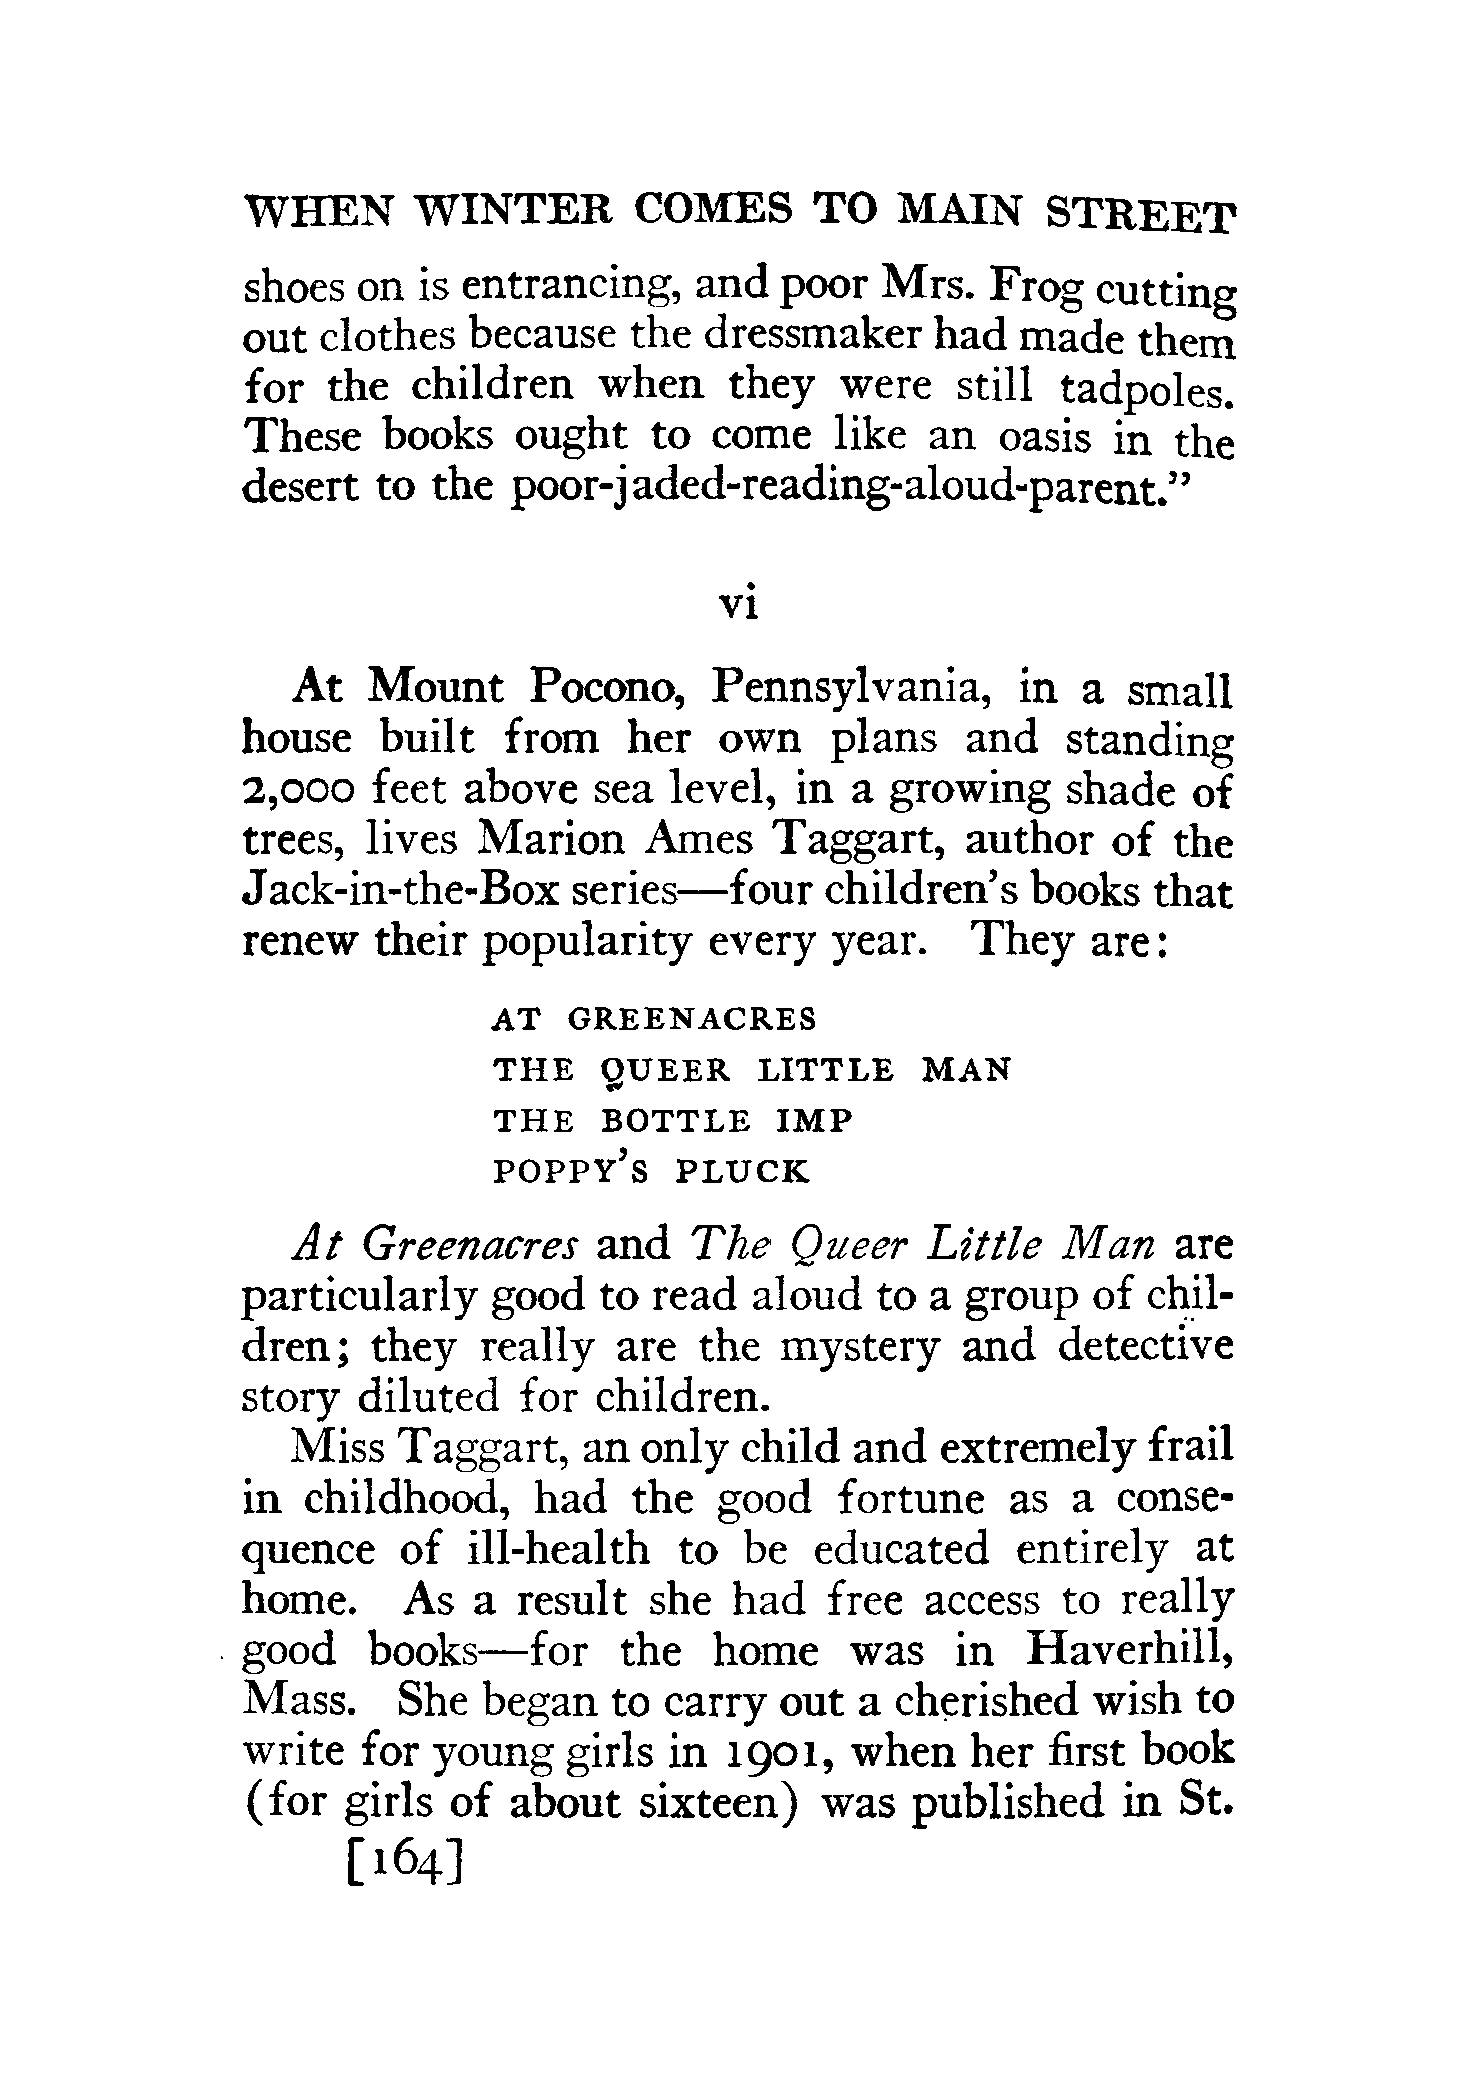 WHEN WINTER COMES TO MAIN STREET
shoes on is entrancing, and poor Mrs. Frog cutting
out clothes because the dressmaker had made them
for the children when they were still tadpoles.
These books ought to come like an oasis in the
desert to the poor-jaded-reading-aloud-parent.”
vi
At Mount Pocono, Pennsylvania, in a small
house built from her own plans and standing
2,000 feet above sea level, in a growing shade of
trees, lives Marion Ames Taggart, author of the
Jack-in-the-Box series—four children’s books that
renew their popularity every year. They are:
AT GREENACRES
THE QUEER LITTLE MAN
THE BOTTLE IMP
POPPY’S PLUCK
At Greenacres and The Queer Little Man are
particularly good to read aloud to a group of chil-
dren; they really are the mystery and detective
story diluted for children.
Miss Taggart, an only child and extremely frail
in childhood, had the good fortune as a conse-
quence of ill-health to be educated entirely at
home. As a result she had free access to really
good books—for the home was in Haverhill,
Mass. She began to carry out a cherished wish to
write for young girls in 1901, when her first book
(for girls of about sixteen) was published in St.
[164]